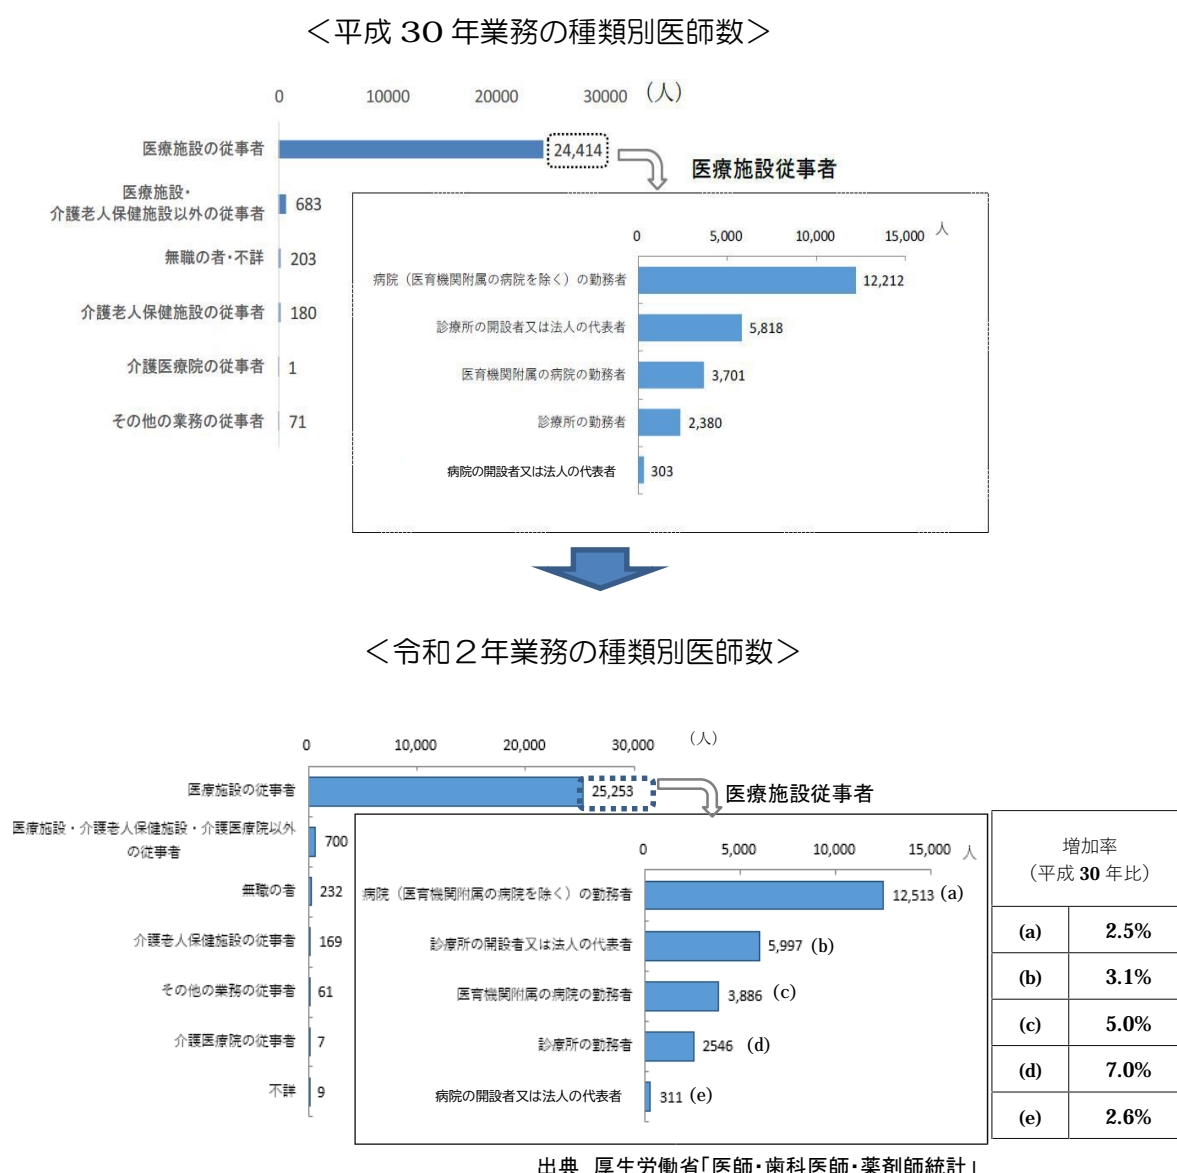 ＜平成 30 年業務の種類別医師数＞
0 10000 20000 30000 （人）
医療施設の従事者 24,414
医療施設従事者
医療施設・
介護老人保健施設以外の従事者 683
無職の者・不詳 203
介護老人保健施設の従事者 180
介護医療院の従事者 1
その他の業務の従事者 71
0 5,000 10,000 15,000 人
病院（医育機関附属の病院を除く）の勤務者 12,212
診療所の開設者又は法人の代表者 5,818
医育機関附属の病院の勤務者 3,701
診療所の勤務者 2,380
病院の開設者又は法人の代表者 303
＜令和２年業務の種類別医師数＞
0 10,000 20,000 30,000 （人）
医療施設の従事者 25,253
医療施設従事者
医療施設・介護老人保健施設・介護医療院以外
の従事者 700
無職の者 232
介護老人保健施設の従事者 169
その他の業務の従事者 61
介護医療院の従事者 7
不詳 9
0 5,000 10,000 15,000 人
病院（医育機関附属の病院を除く）の勤務者 12,513 (a)
診療所の開設者又は法人の代表者 5,997 (b)
医育機関附属の病院の勤務者 3,886 (c)
診療所の勤務者 2546 (d)
病院の開設者又は法人の代表者 311 (e)
増加率
（平成 30 年比）
(a) 2.5%
(b) 3.1%
(c) 5.0%
(d) 7.0%
(e) 2.6%
出典 厚生労働省「医師・歯科医師・薬剤師統計」